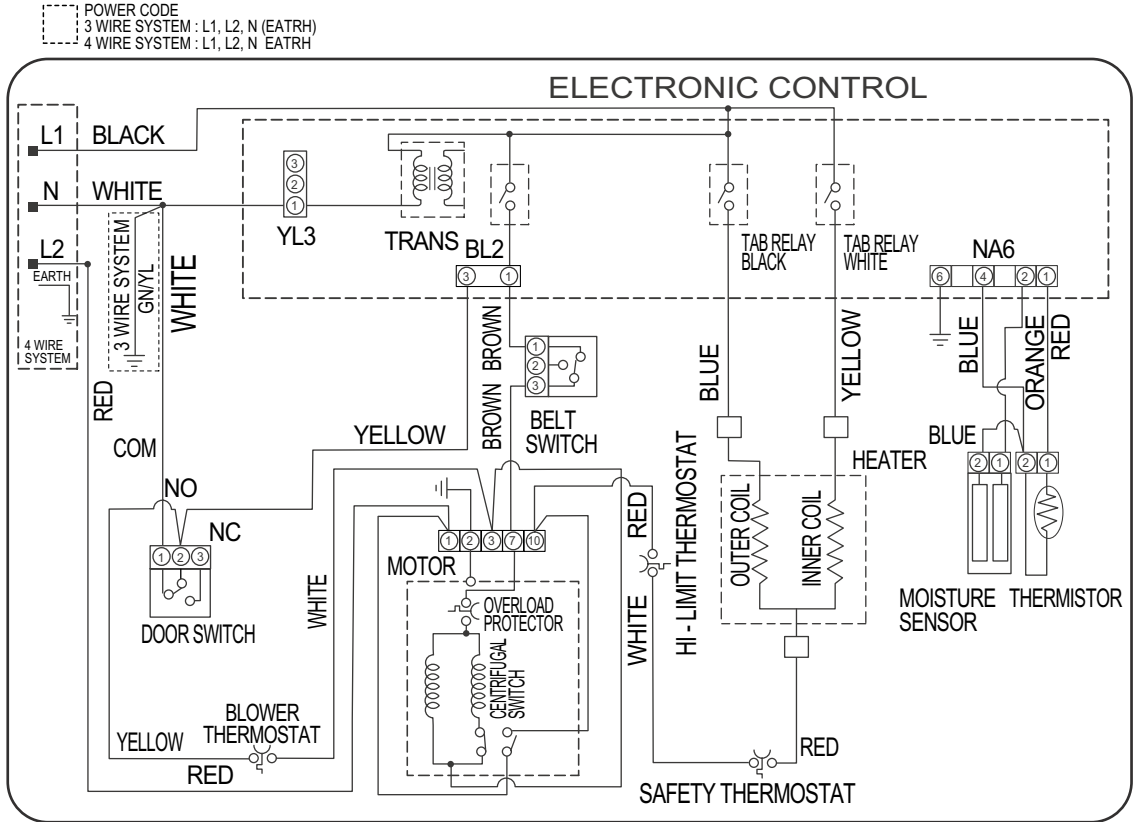 POWER CODE
3 WIRE SYSTEM : L1, L2, N (EATRH)
4 WIRE SYSTEM : L1, L2, N EATRH
ELECTRONIC CONTROL
L1 BLACK
N WHITE
L2
EARTH
4 WIRE
SYSTEM
3 WIRE SYSTEM
GN/YL
WHITE
3
2
1
YL3
TRANS
BL2
3 1
TAB RELAY
BLACK
TAB RELAY
WHITE
NA6
6 4 2 1
RED
COM
YELLOW
BROWN
BROWN
1
2
3
BELT
SWITCH
BLUE
YELLOW
BLUE
ORANGE
RED
BLUE
2 1 2 1
MOISTURE
SENSOR
THERMISTOR
HEATER
OUTER COIL
INNER COIL
NO
NC
1 2 3
DOOR SWITCH
WHITE
MOTOR
1 2 3 7 10
OVERLOAD
PROTECTOR
CENTRIFUGAL
SWITCH
RED
WHITE
HI - LIMIT THERMOSTAT
BLOWER
THERMOSTAT
YELLOW
RED
RED
SAFETY THERMOSTAT